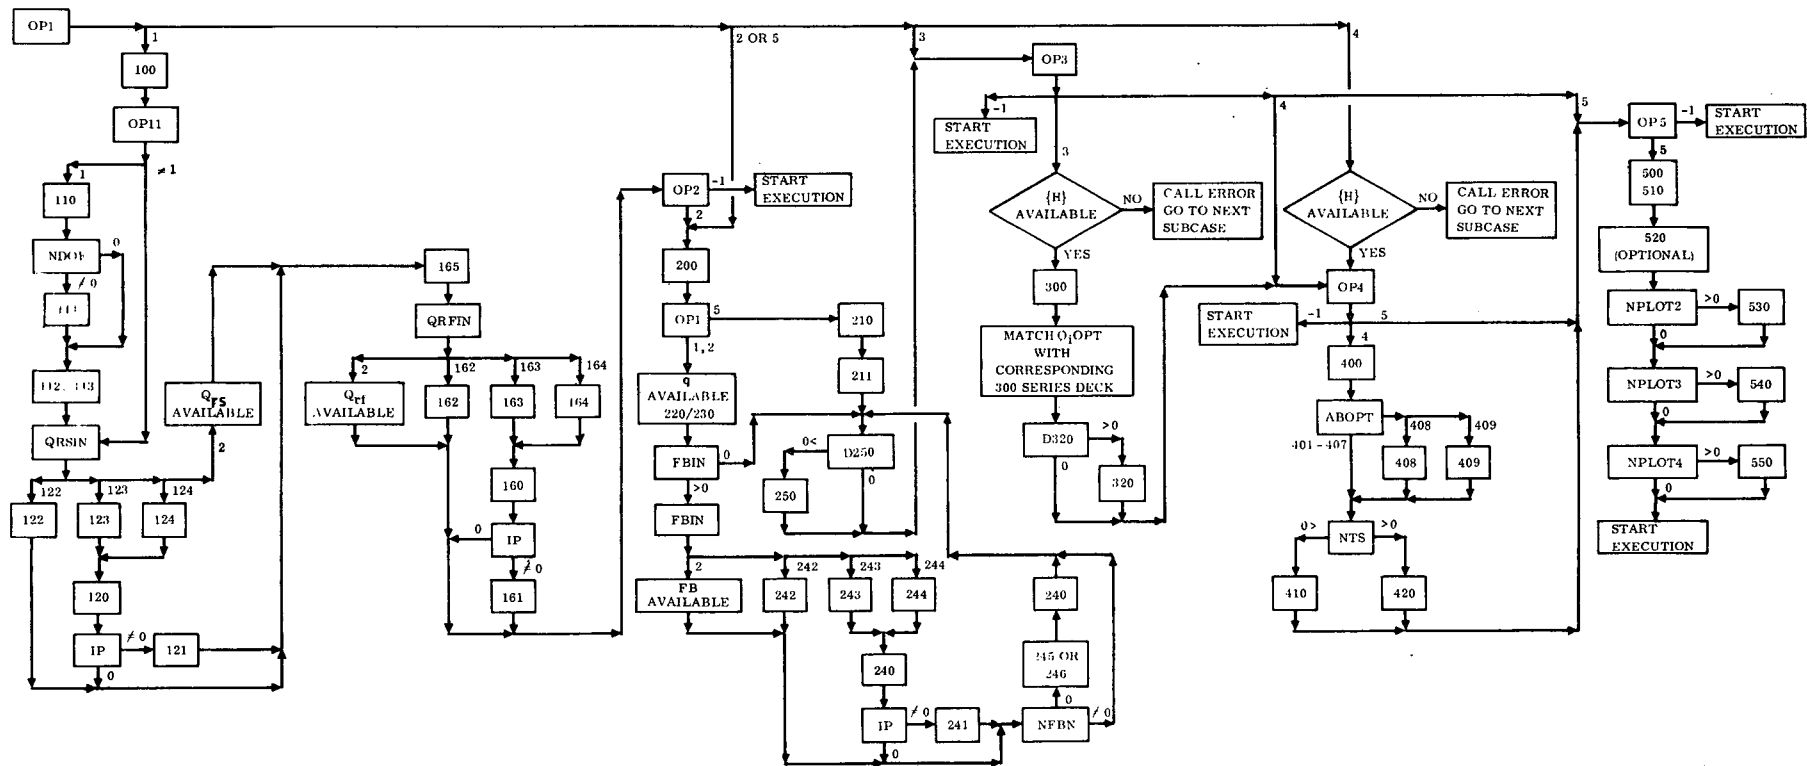 OP1
1
2 OR 5
3
4
100
OP11
1
≠1
110
NDOF
0
≠0
111
112, 113
QRSIN
122
123
124
2
122
123
124
120
IP
≠0
121
0
Q_FS
AVAILABLE
165
QRFIN
2
162
163
164
Q_rf
AVAILABLE
162
163
164
160
0
IP
≠0
161
OP2
-1
START
EXECUTION
2
200
OP1
5
1, 2
210
211
q
AVAILABLE
220/230
FBIN
0
>0
FBIN
0<
D250
0
250
2
242
243
244
FB
AVAILABLE
242
243
244
240
IP
≠0
241
0
NFBN
≠0
0
245 OR
246
240
OP3
-1
START
EXECUTION
4
5
3
{H}
AVAILABLE
NO
CALL ERROR
GO TO NEXT
SUBCASE
YES
300
MATCH Q_iOPT
WITH
CORRESPONDING
300 SERIES DECK
D320
>0
0
320
{H}
AVAILABLE
NO
CALL ERROR
GO TO NEXT
SUBCASE
YES
OP4
START
EXECUTION
-1
5
4
400
ABOPT
408
409
401-407
408
409
0>
NTS
>0
410
420
OP5
-1
START
EXECUTION
5
500
510
520
(OPTIONAL)
NPLOT2
>0
530
0
NPLOT3
>0
540
0
NPLOT4
>0
550
0
START
EXECUTION